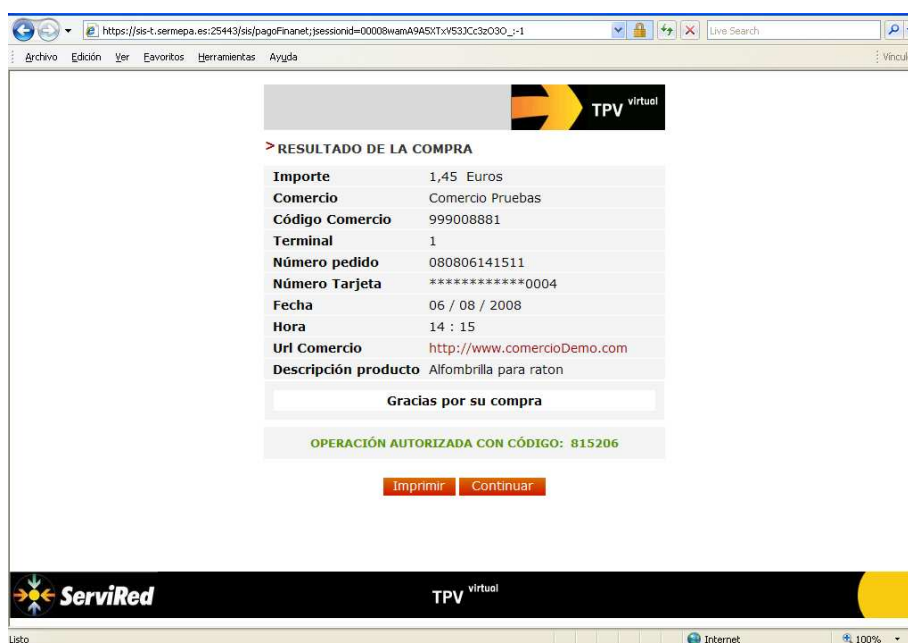 https://sis-t.sermepa.es:25443/sis/pagoFinanet;jsessionid=00008wamA9A5XTxV53JCc3zO3O_:-1
Live Search
Archivo Edición Ver Favoritos Herramientas Ayuda
Víncul
TPV virtual
> RESULTADO DE LA COMPRA
Importe 1,45 Euros
Comercio Comercio Pruebas
Código Comercio 999008881
Terminal 1
Número pedido 080806141511
Número Tarjeta ************0004
Fecha 06 / 08 / 2008
Hora 14 : 15
Url Comercio http://www.comercioDemo.com
Descripción producto Alfombrilla para raton
Gracias por su compra
OPERACIÓN AUTORIZADA CON CÓDIGO: 815206
Imprimir Continuar
ServiRed TPV virtual
Listo Internet 100%